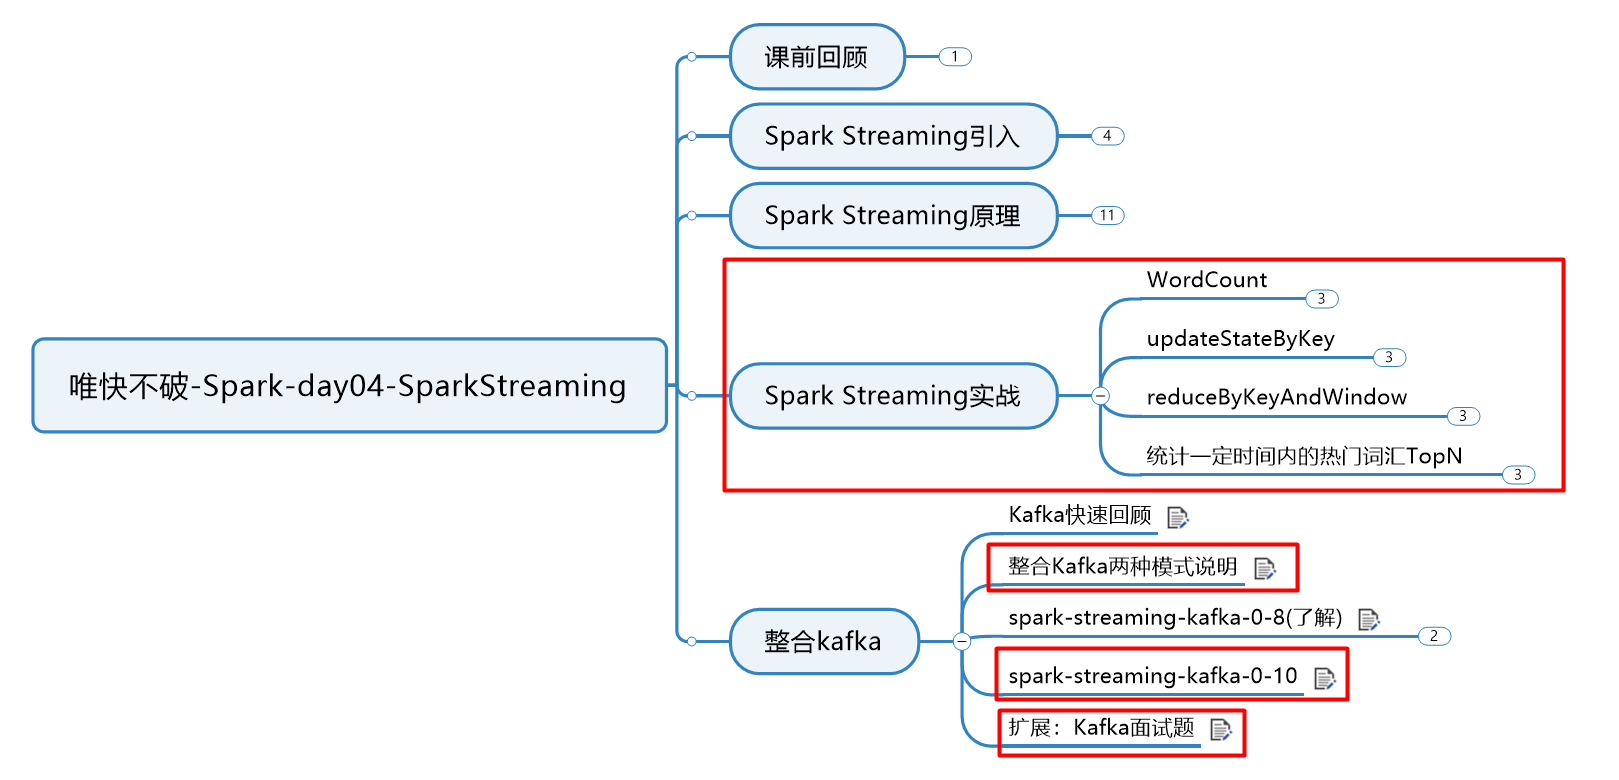 唯快不破-Spark-day04-SparkStreaming
课前回顾
1
Spark Streaming引入
4
Spark Streaming原理
11
Spark Streaming实战
WordCount
3
updateStateByKey
3
reduceByKeyAndWindow
3
统计一定时间内的热门词汇TopN
3
整合kafka
Kafka快速回顾
整合Kafka两种模式说明
spark-streaming-kafka-0-8(了解)
2
spark-streaming-kafka-0-10
扩展：Kafka面试题